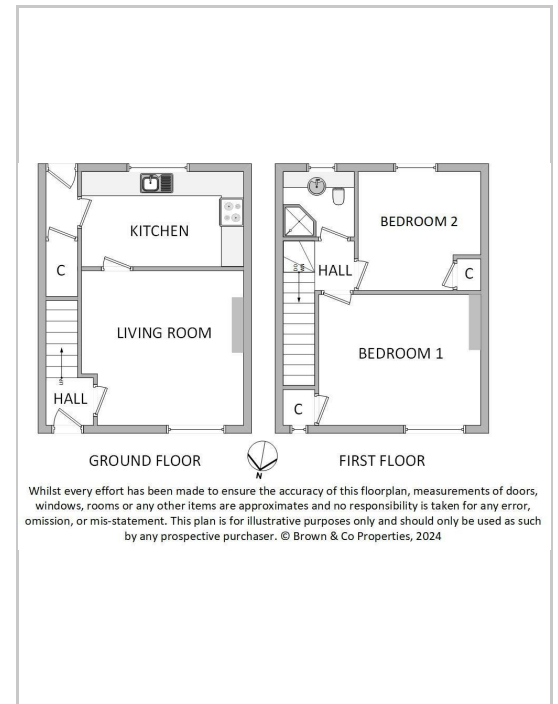 KITCHEN
C
LIVING ROOM
HALL
GROUND FLOOR
BEDROOM 2
HALL
C
BEDROOM 1
C
FIRST FLOOR
N
Whilst every effort has been made to ensure the accuracy of this floorplan, measurements of doors,
windows, rooms or any other items are approximates and no responsibility is taken for any error,
omission, or mis-statement. This plan is for illustrative purposes only and should only be used as such
by any prospective purchaser. © Brown & Co Properties, 2024